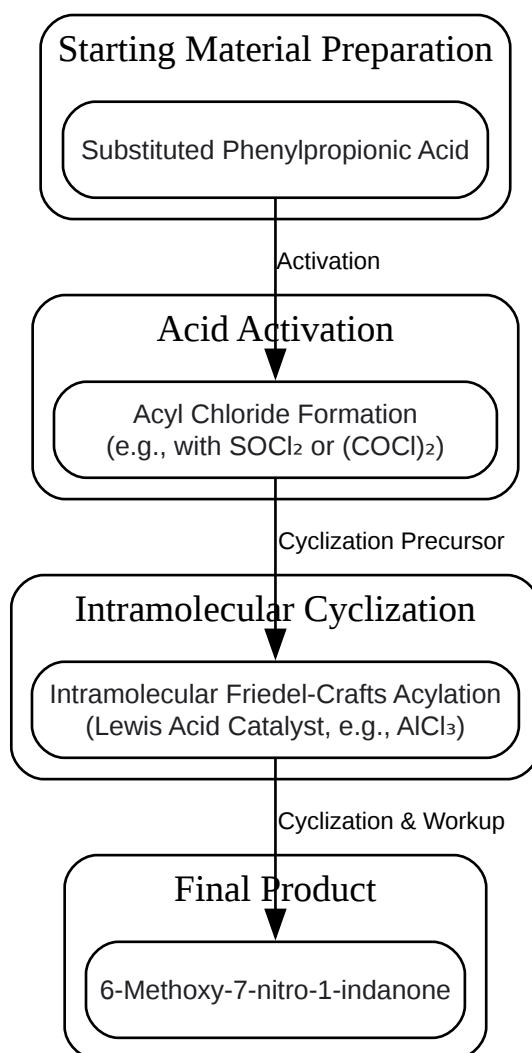 Starting Material Preparation
Substituted Phenylpropionic Acid
Activation
Acid Activation
Acyl Chloride Formation
(e.g., with SOCl₂ or (COCl)₂)
Cyclization Precursor
Intramolecular Cyclization
Intramolecular Friedel-Crafts Acylation
(Lewis Acid Catalyst, e.g., AlCl₃)
Cyclization & Workup
Final Product
6-Methoxy-7-nitro-1-indanone